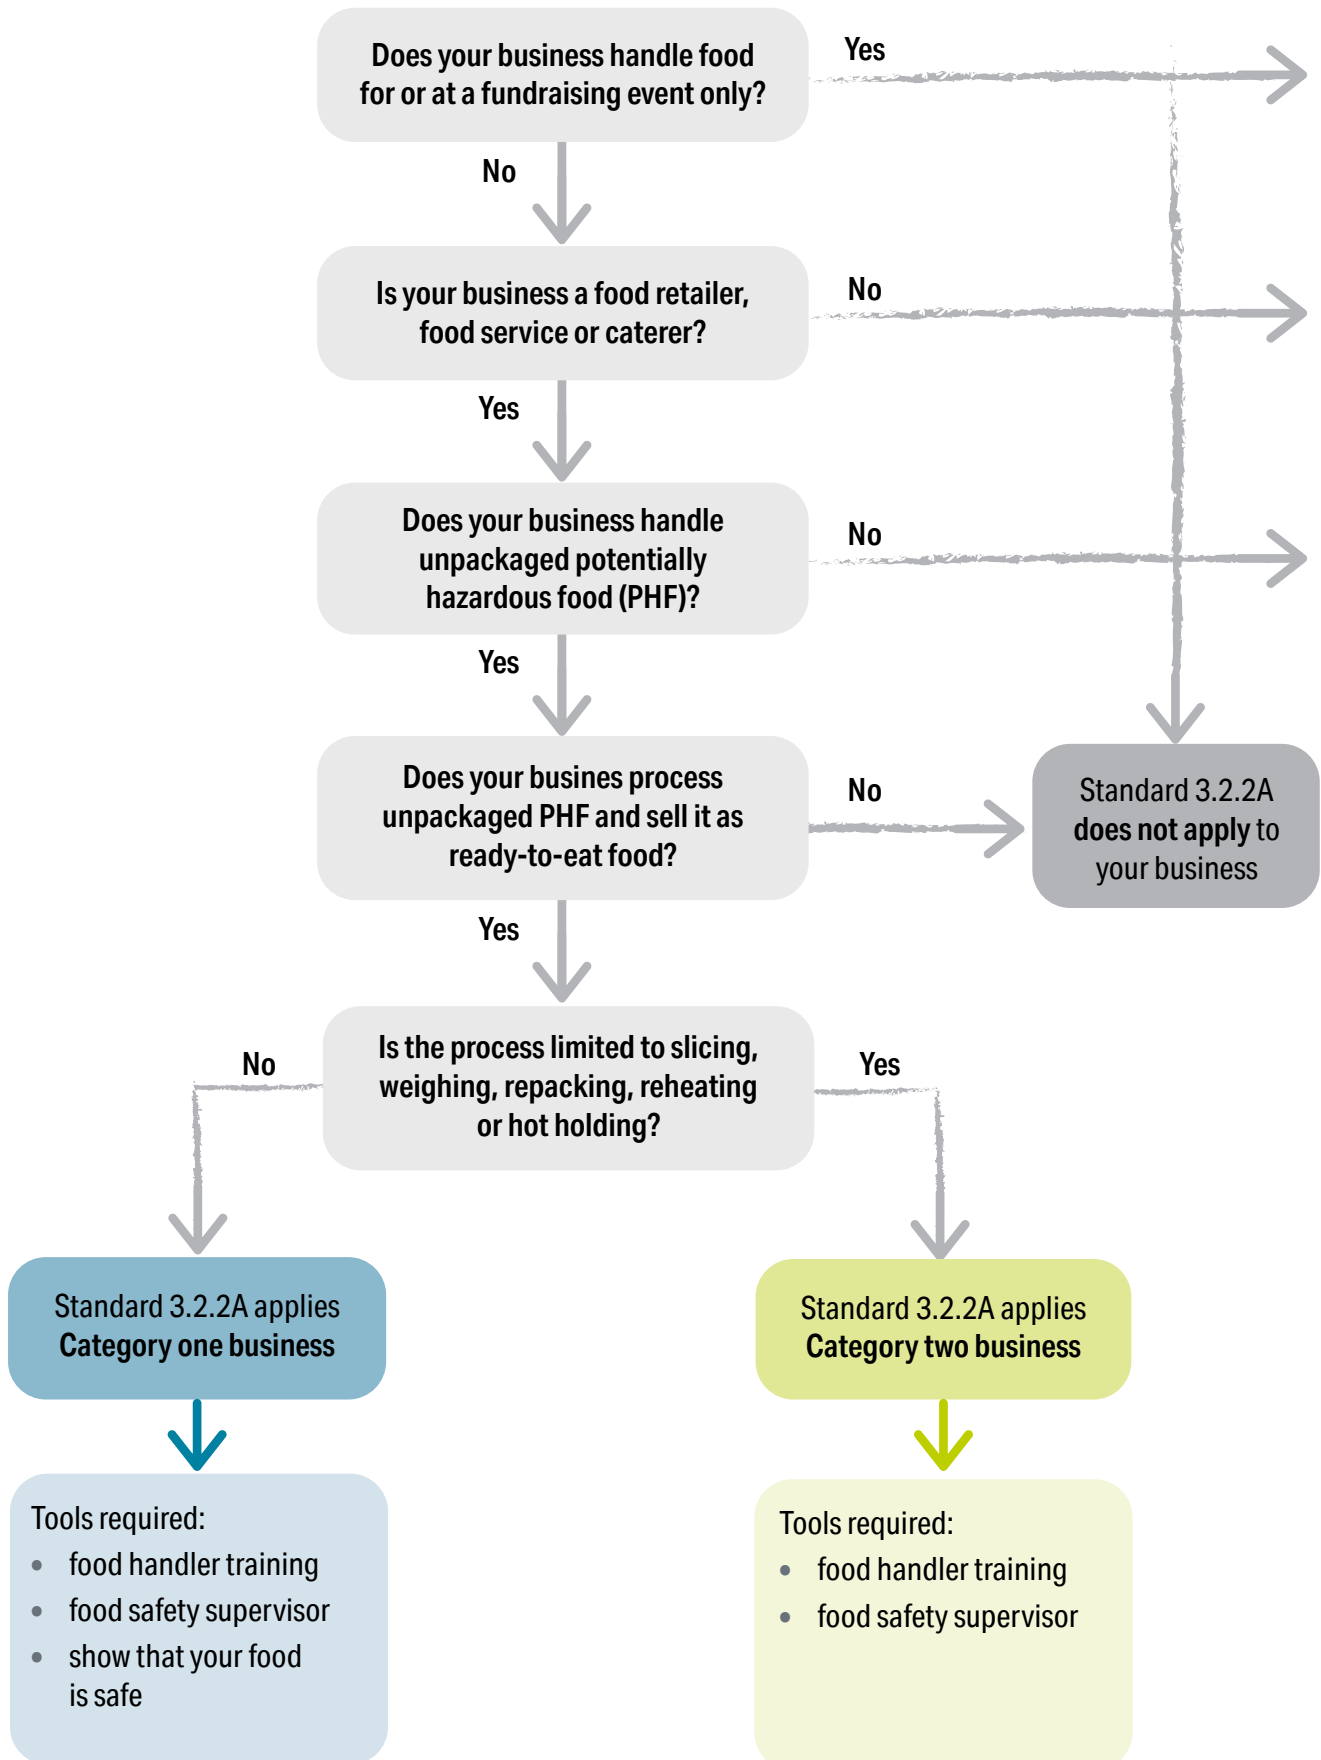 Does your business handle food
for or at a fundraising event only?
Yes
No
Is your business a food retailer,
food service or caterer?
No
Yes
Does your business handle
unpackaged potentially
hazardous food (PHF)?
No
Yes
Does your busines process
unpackaged PHF and sell it as
ready-to-eat food?
No
Standard 3.2.2A
does not apply to
your business
Yes
Is the process limited to slicing,
weighing, repacking, reheating
or hot holding?
No
Yes
Standard 3.2.2A applies
Category one business
Standard 3.2.2A applies
Category two business
Tools required:
• food handler training
• food safety supervisor
• show that your food
is safe
Tools required:
• food handler training
• food safety supervisor